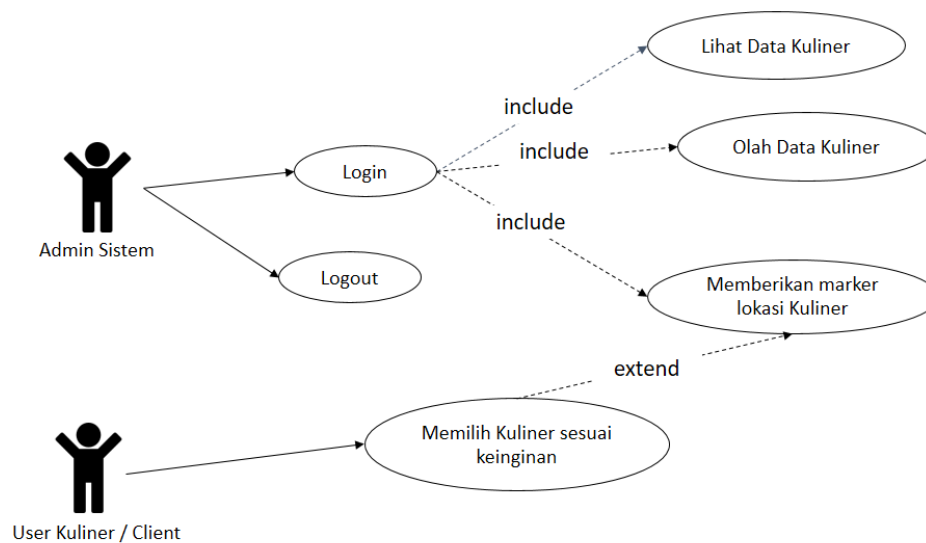 Lihat Data Kuliner
include
include
Olah Data Kuliner
Login
include
Admin Sistem
Logout
Memberikan marker
lokasi Kuliner
extend
Memilih Kuliner sesuai
keinginan
User Kuliner / Client